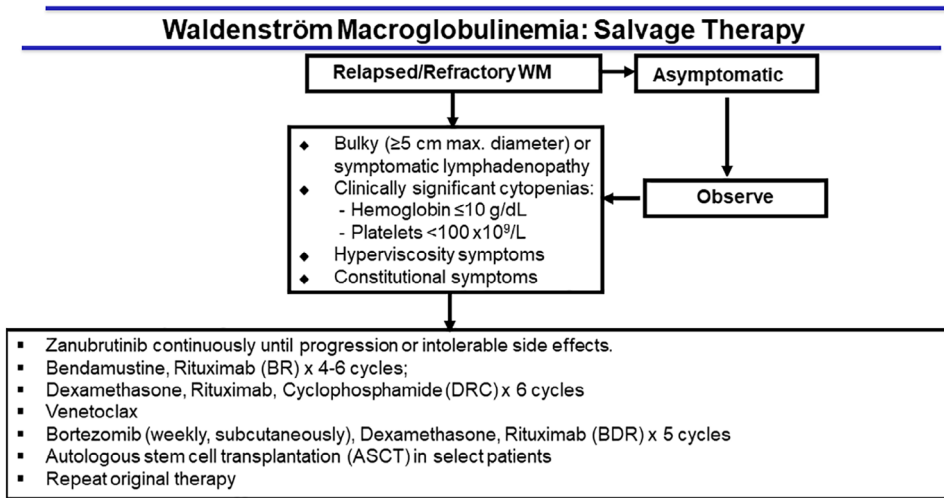 Waldenström Macroglobulinemia: Salvage Therapy
Relapsed/Refractory WM
Asymptomatic
◆ Bulky (≥5 cm max. diameter) or
symptomatic lymphadenopathy
◆ Clinically significant cytopenias:
- Hemoglobin ≤10 g/dL
- Platelets <100 x10⁹/L
◆ Hyperviscosity symptoms
◆ Constitutional symptoms
Observe
▪ Zanubrutinib continuously until progression or intolerable side effects.
▪ Bendamustine, Rituximab (BR) x 4-6 cycles;
▪ Dexamethasone, Rituximab, Cyclophosphamide (DRC) x 6 cycles
▪ Venetoclax
▪ Bortezomib (weekly, subcutaneously), Dexamethasone, Rituximab (BDR) x 5 cycles
▪ Autologous stem cell transplantation (ASCT) in select patients
▪ Repeat original therapy